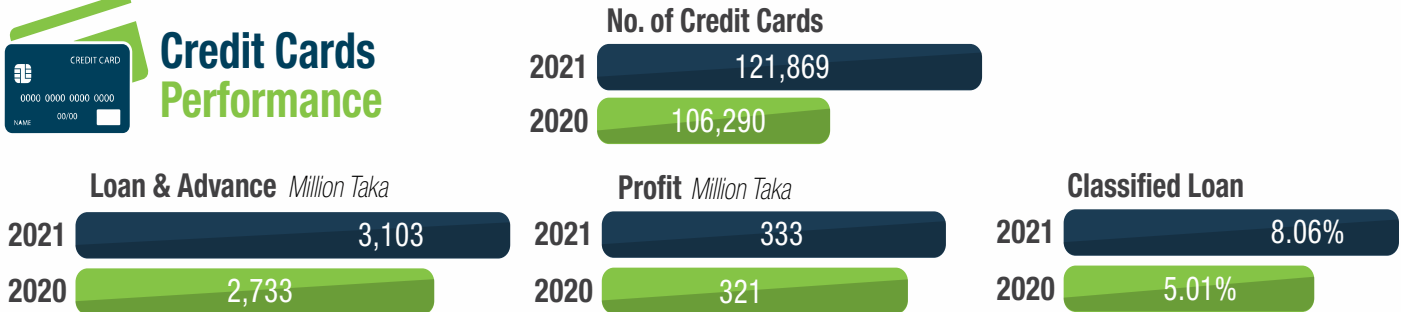 CREDIT CARD
0000 0000 0000 0000
00/00
NAME
Credit Cards
Performance
No. of Credit Cards
2021 121,869
2020 106,290
Loan & Advance Million Taka
2021 3,103
2020 2,733
Profit Million Taka
2021 333
2020 321
Classified Loan
2021 8.06%
2020 5.01%